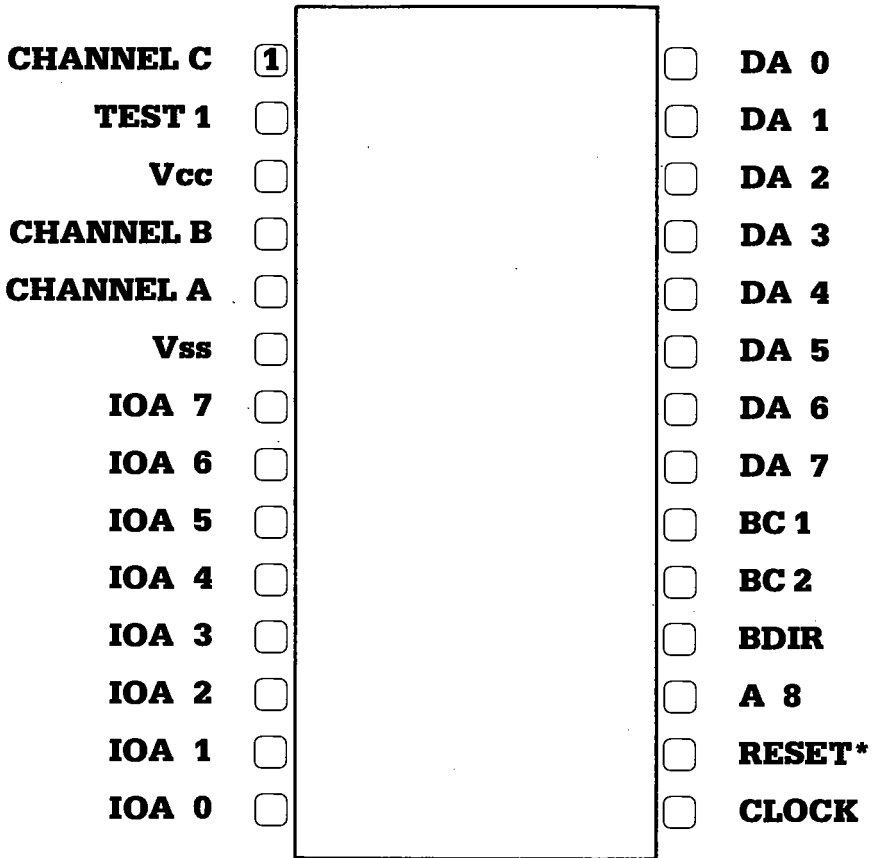 CHANNEL C 1 DA 0
TEST 1 DA 1
Vcc DA 2
CHANNEL B DA 3
CHANNEL A DA 4
Vss DA 5
IOA 7 DA 6
IOA 6 DA 7
IOA 5 BC 1
IOA 4 BC 2
IOA 3 BDIR
IOA 2 A 8
IOA 1 RESET*
IOA 0 CLOCK